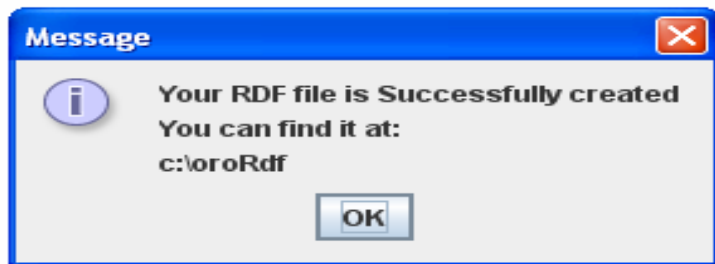 Message
Your RDF file is Successfully created
You can find it at:
c:\oroRdf
OK